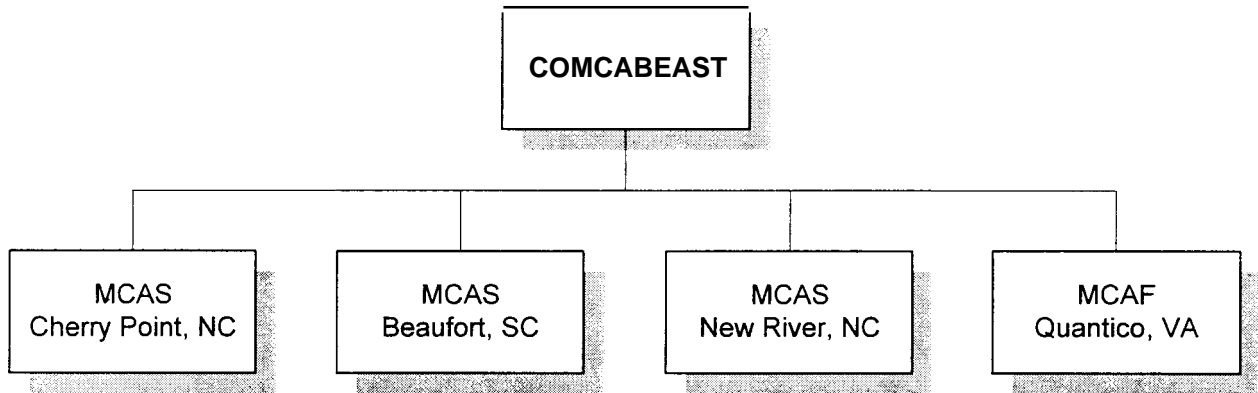 COMCABEAST
MCAS
Cherry Point, NC
MCAS
Beaufort, SC
MCAS
New River, NC
MCAF
Quantico, VA